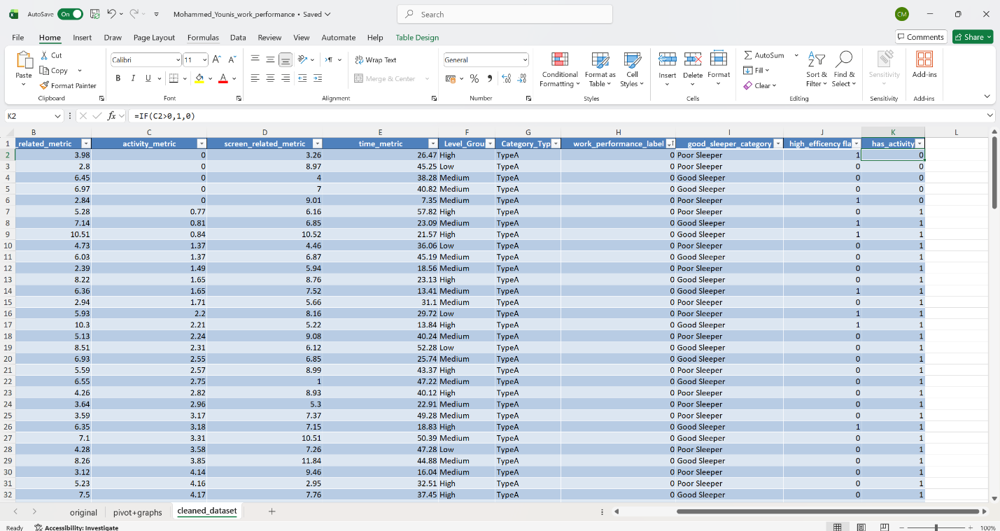 AutoSave On Mohammed_Younis_work_performance • Saved Search CM
File Home Insert Draw Page Layout Formulas Data Review View Automate Help Table Design Comments Share
Paste Cut Copy Format Painter Clipboard
Calibri 11 B I U A Font
Wrap Text Merge & Center Alignment
General % Number
Conditional Formatting Format as Table Cell Styles Styles
Insert Delete Format Cells
AutoSum Fill Clear Sort & Filter Find & Select Editing
Sensitivity Sensitivity
Add-ins Add-ins
K2 fx =IF(C2>0,1,0)
B C D E F G H I J K L
1 _related_metric activity_metric screen_related_metric time_metric Level_Grou Category_Typ work_performance_label good_sleeper_category high_efficency fla has_activity
2 3.98 0 3.26 26.47 High TypeA 0 Poor Sleeper 1 0
3 2.8 0 8.97 45.25 Low TypeA 0 Poor Sleeper 0 0
4 6.45 0 4 38.28 Medium TypeA 0 Good Sleeper 0 0
5 6.97 0 7 40.82 Medium TypeA 0 Good Sleeper 0 0
6 2.84 0 9.01 7.35 Medium TypeA 0 Poor Sleeper 1 0
7 5.28 0.77 6.16 57.82 High TypeA 0 Poor Sleeper 0 1
8 7.14 0.81 6.85 23.09 Medium TypeA 0 Good Sleeper 1 1
9 10.51 0.84 10.52 21.57 High TypeA 0 Good Sleeper 1 1
10 4.73 1.37 4.46 36.06 Low TypeA 0 Poor Sleeper 0 1
11 6.03 1.37 6.87 45.19 Medium TypeA 0 Good Sleeper 0 1
12 2.39 1.49 5.94 18.56 Medium TypeA 0 Poor Sleeper 0 1
13 8.22 1.65 8.76 23.13 High TypeA 0 Good Sleeper 0 1
14 6.36 1.65 7.52 13.41 Medium TypeA 0 Good Sleeper 1 1
15 2.94 1.71 5.66 31.1 Medium TypeA 0 Poor Sleeper 0 1
16 5.93 2.2 8.16 29.72 Low TypeA 0 Poor Sleeper 1 1
17 10.3 2.21 5.22 13.84 High TypeA 0 Good Sleeper 1 1
18 5.13 2.24 9.08 40.24 Medium TypeA 0 Poor Sleeper 0 1
19 8.51 2.31 6.12 52.28 Low TypeA 0 Good Sleeper 0 1
20 6.93 2.55 6.85 25.74 Medium TypeA 0 Good Sleeper 0 1
21 5.59 2.57 8.99 43.37 High TypeA 0 Poor Sleeper 0 1
22 6.55 2.75 1 47.22 Medium TypeA 0 Good Sleeper 0 1
23 4.26 2.82 8.93 40.12 High TypeA 0 Poor Sleeper 0 1
24 3.64 2.96 5.3 22.91 Medium TypeA 0 Poor Sleeper 0 1
25 3.59 3.17 7.37 49.28 Medium TypeA 0 Poor Sleeper 0 1
26 6.35 3.18 7.15 18.83 High TypeA 0 Good Sleeper 1 1
27 7.1 3.31 10.51 50.39 Medium TypeA 0 Good Sleeper 0 1
28 4.28 3.58 7.26 47.28 Low TypeA 0 Poor Sleeper 0 1
29 8.26 3.85 11.84 44.88 Medium TypeA 0 Good Sleeper 0 1
30 3.12 4.14 9.46 16.04 Medium TypeA 0 Poor Sleeper 0 1
31 5.23 4.16 2.95 32.51 High TypeA 0 Poor Sleeper 0 1
32 7.5 4.17 7.76 37.45 High TypeA 0 Good Sleeper 0 1
original pivot+graphs cleaned_dataset
Ready Accessibility: Investigate 100%